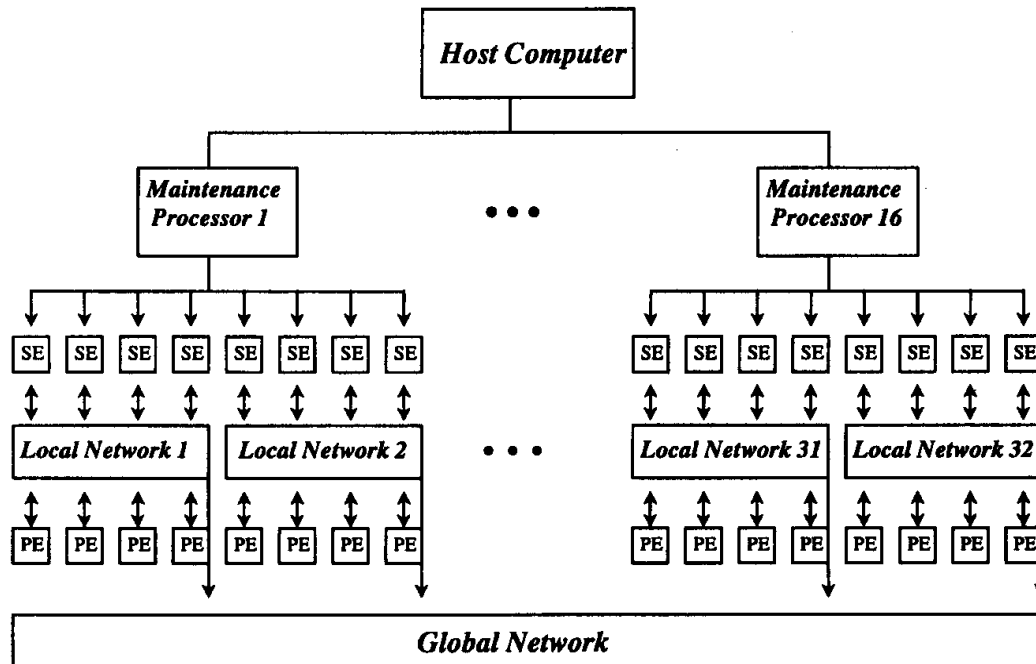 Host Computer
Maintenance
Processor 1
• • •
Maintenance
Processor 16
SE SE SE SE SE SE SE SE SE SE SE SE SE SE SE SE
Local Network 1 Local Network 2 • • • Local Network 31 Local Network 32
PE PE PE PE PE PE PE PE PE PE PE PE PE PE PE PE
Global Network